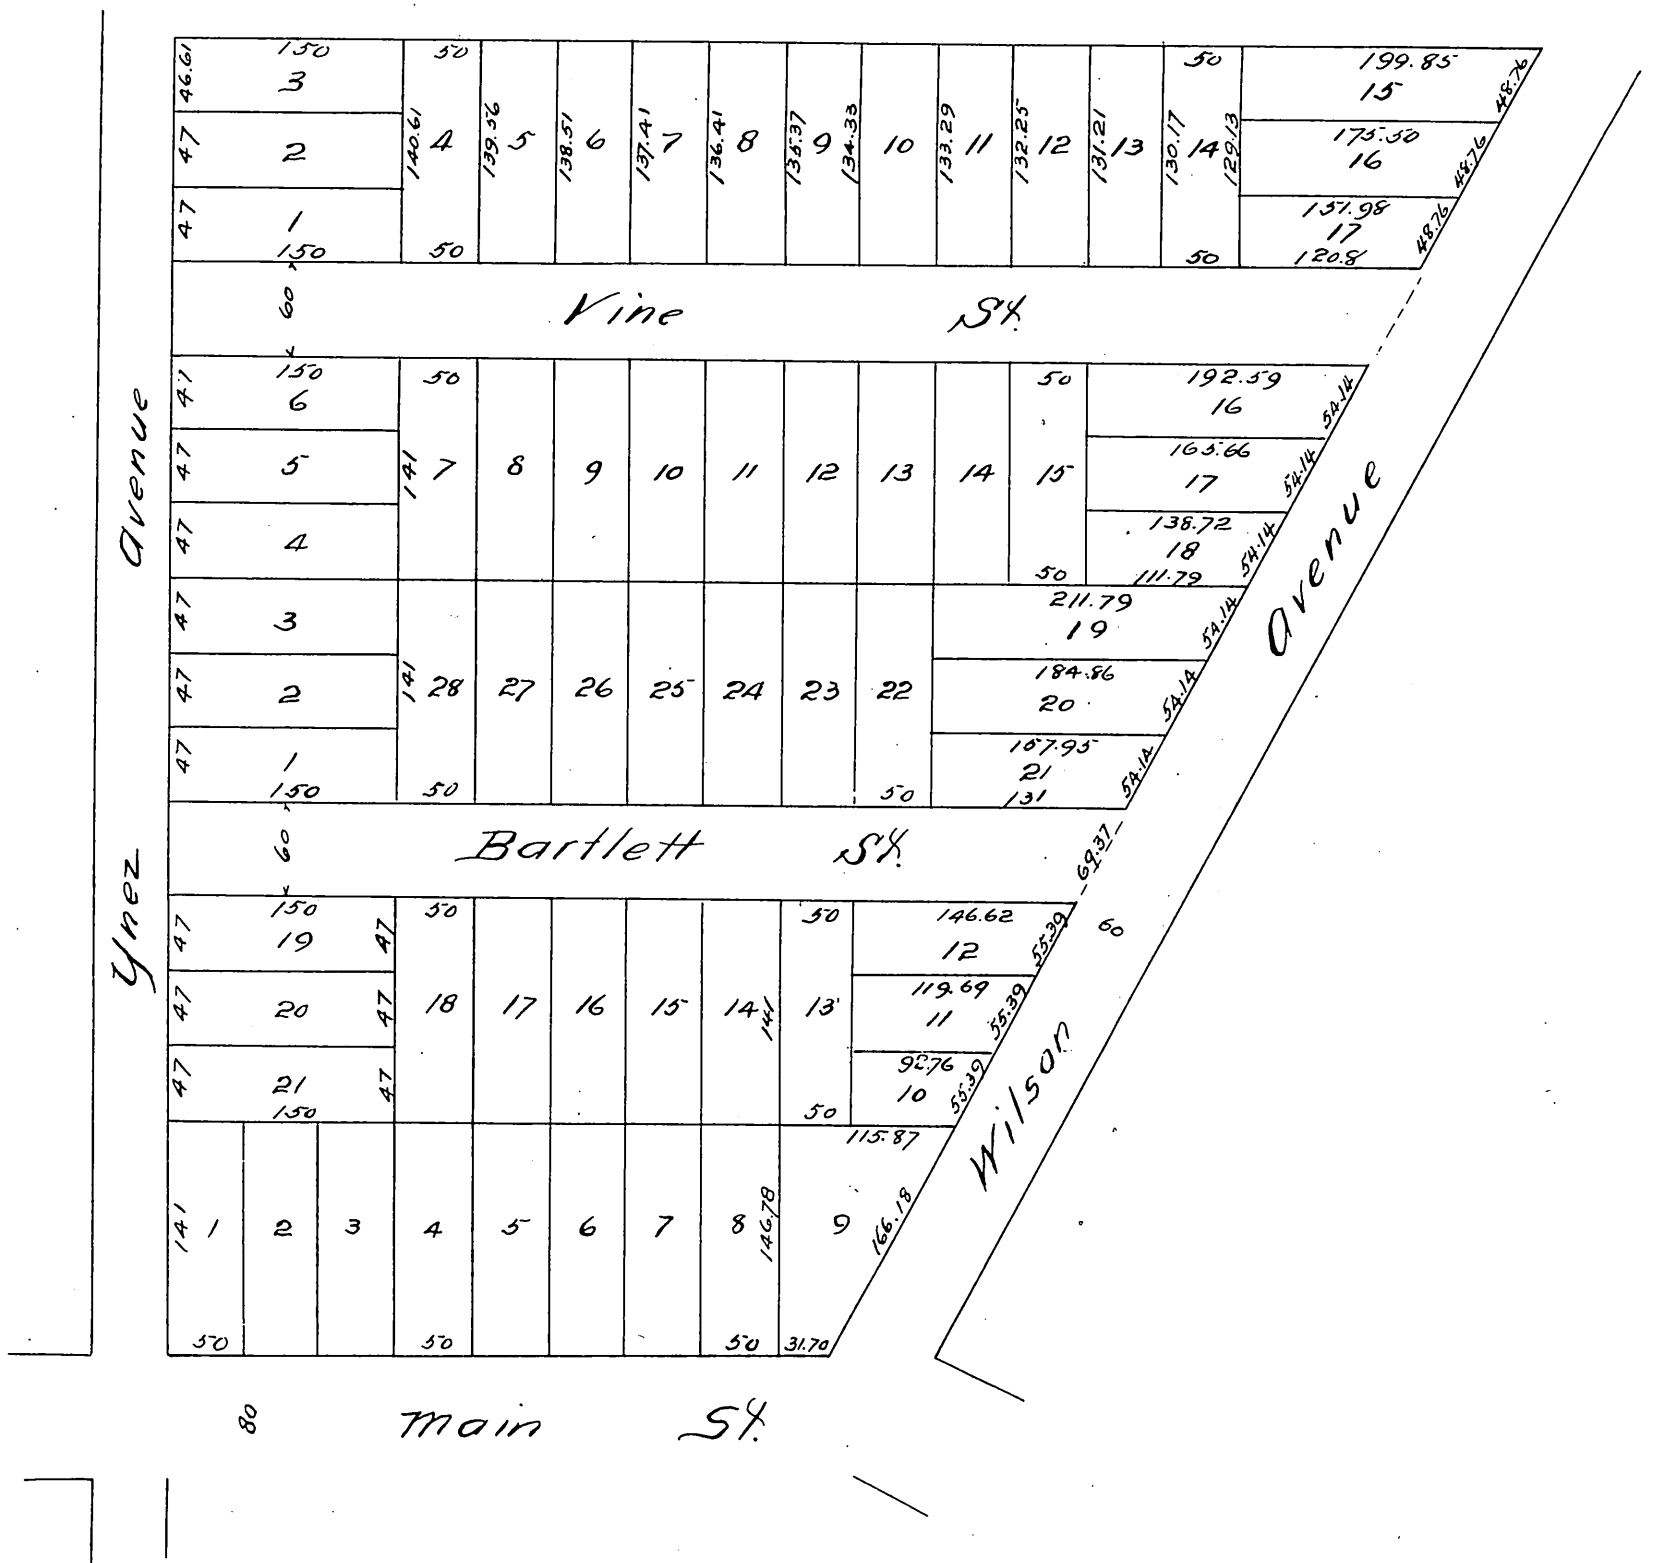 46.61 150 50 50 199.85
3 15 48.76
47 2 140.61 4 139.56 5 138.51 6 137.41 7 136.41 8 135.37 9 134.33 10 133.29 11 132.25 12 131.21 13 130.17 14 129.13 175.50
16 48.76
47 1 151.98
17 48.76
150 50 50 120.8
60
Vine St.
47 150 50 50 192.59
6 16 54.14
47 5 141 7 8 9 10 11 12 13 14 15 165.66
17 54.14
47 4 138.72
18 54.14
50 111.79
47 3 211.79
19 54.14
47 2 141 28 27 26 25 24 23 22 184.86
20 54.14
47 1 157.95
21 54.14
150 50 50 131
60
Bartlett St.
69.37
47 150 47 50 50 146.62
19 12 55.39
60
47 20 47 18 17 16 15 14 141 13 119.69
11 55.39
47 21 47 92.76
10 55.39
150 50
115.87
141 1 2 3 4 5 6 7 8 146.78 9 166.18
50 50 50 31.70
Ynez Avenue
Wilson Avenue
80 Main St.